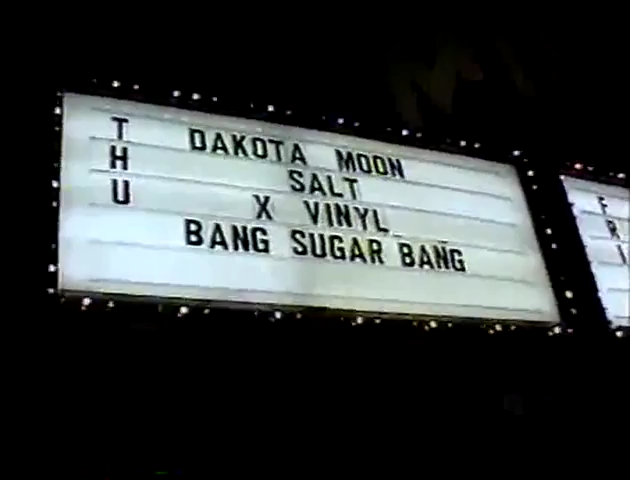 THU
DAKOTA MOON
SALT
X VINYL
BANG SUGAR BANG
FRI